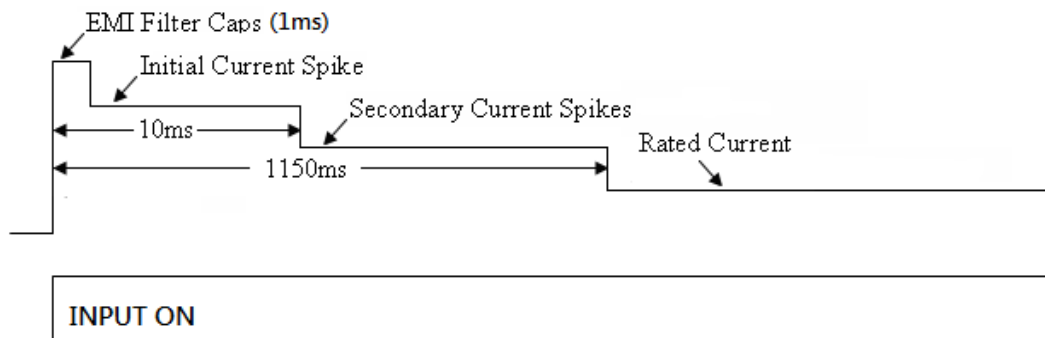 EMI Filter Caps (1ms)
Initial Current Spike
Secondary Current Spikes
10ms
Rated Current
1150ms
INPUT ON